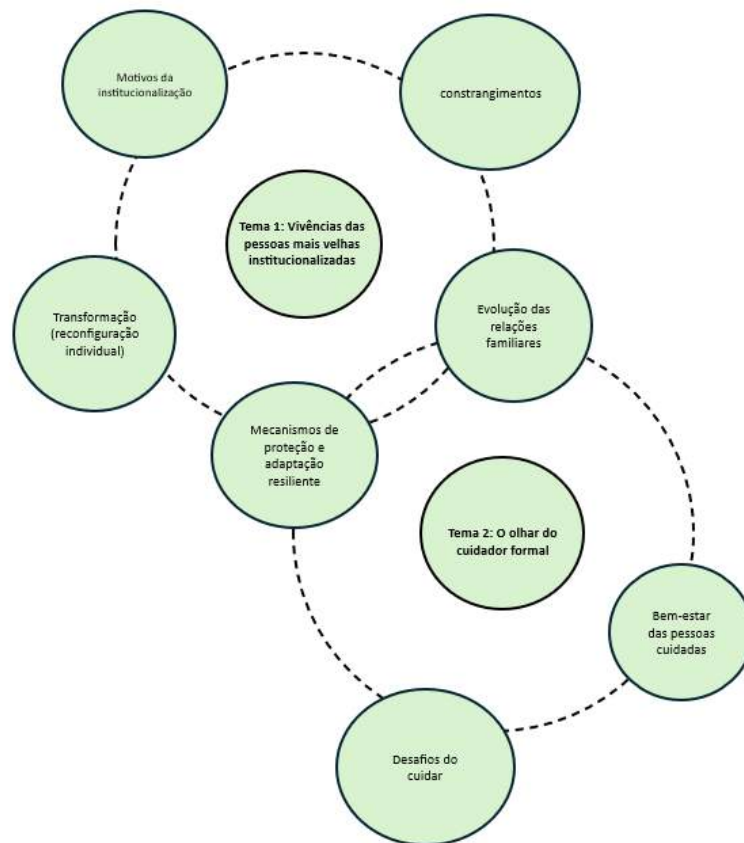 Motivos da
institucionalização
constrangimentos
Tema 1: Vivências das
pessoas mais velhas
institucionalizadas
Transformação
(reconfiguração
individual)
Evolução das
relações
familiares
Mecanismos de
proteção e
adaptação
resiliente
Tema 2: O olhar do
cuidador formal
Bem-estar
das pessoas
cuidadas
Desafios do
cuidar